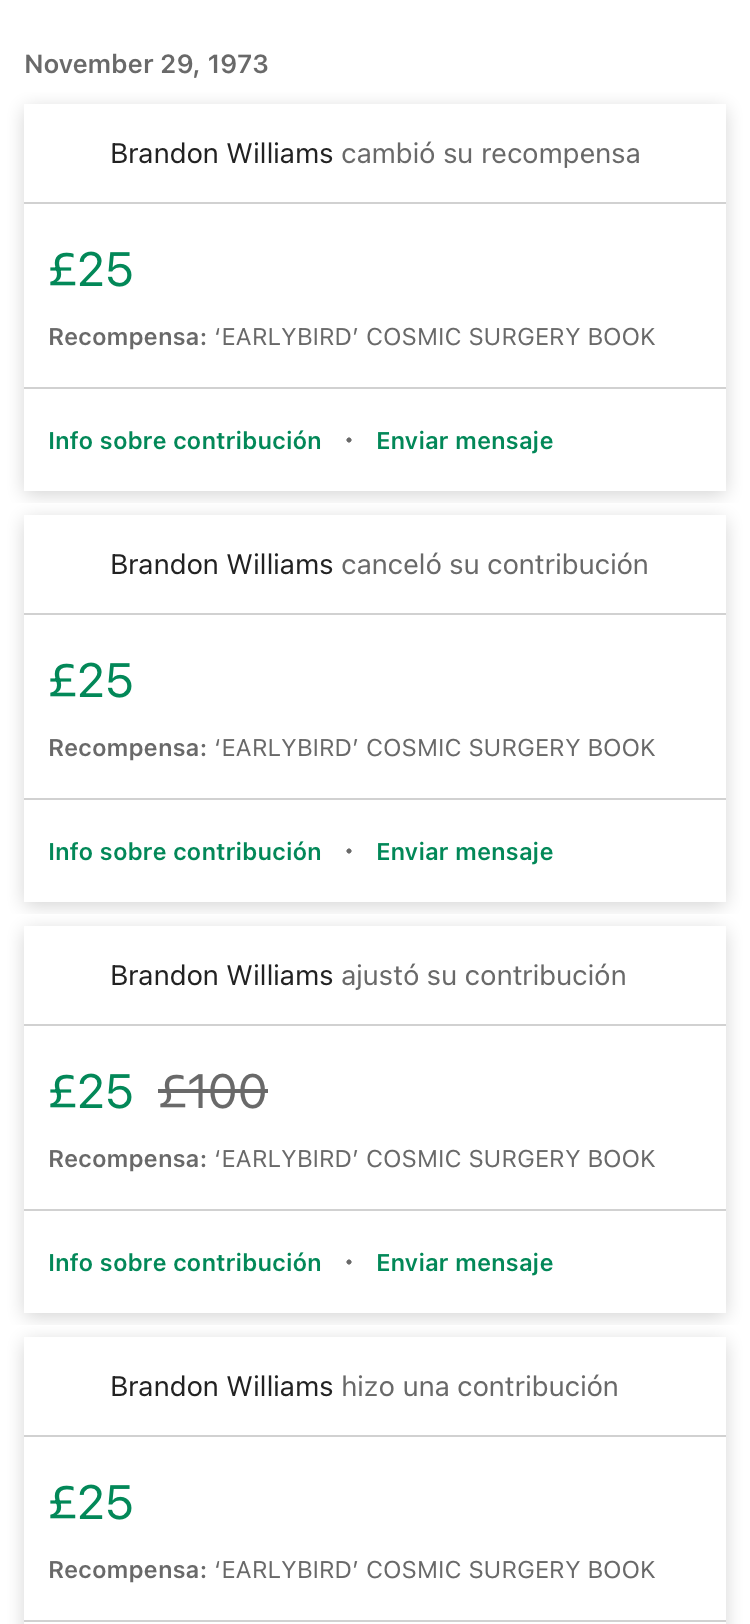 November 29, 1973
Brandon Williams cambió su recompensa
£25
Recompensa: ‘EARLYBIRD’ COSMIC SURGERY BOOK
Info sobre contribución • Enviar mensaje
Brandon Williams canceló su contribución
£25
Recompensa: ‘EARLYBIRD’ COSMIC SURGERY BOOK
Info sobre contribución • Enviar mensaje
Brandon Williams ajustó su contribución
£25 £100
Recompensa: ‘EARLYBIRD’ COSMIC SURGERY BOOK
Info sobre contribución • Enviar mensaje
Brandon Williams hizo una contribución
£25
Recompensa: ‘EARLYBIRD’ COSMIC SURGERY BOOK